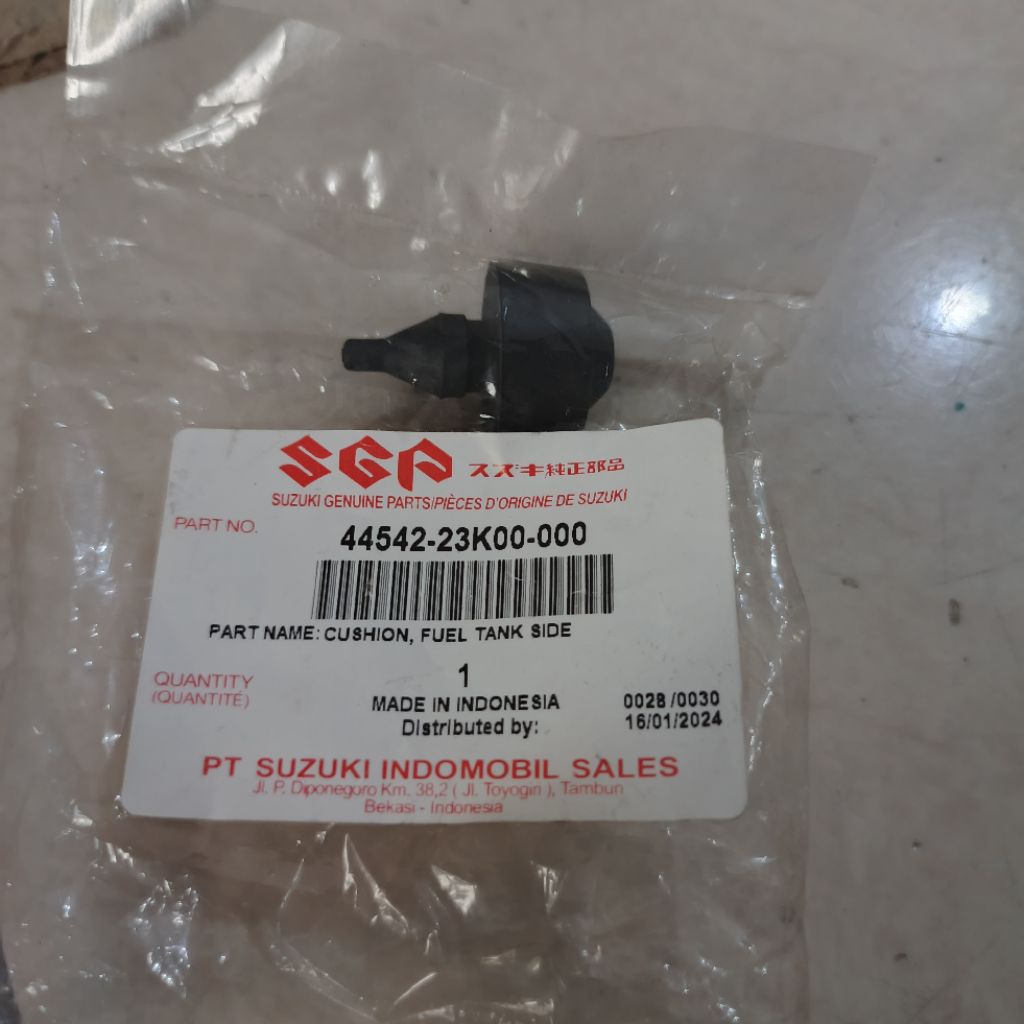 SGP スズキ純正部品
SUZUKI GENUINE PARTS/PIÈCES D'ORIGINE DE SUZUKI
PART NO. 44542-23K00-000
PART NAME: CUSHION, FUEL TANK SIDE
QUANTITY 1
(QUANTITÉ) MADE IN INDONESIA 0028 /0030
Distributed by: 16/01/2024
PT SUZUKI INDOMOBIL SALES
Jl. P. Diponegoro Km. 38,2 ( Jl. Toyogiri ), Tambun
Bekasi - Indonesia